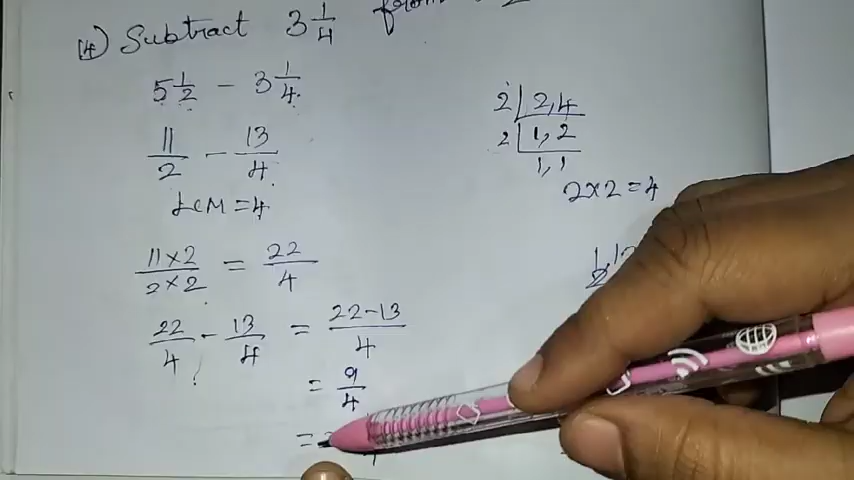 (4) Subtract 3 1/4 from
5 1/2 - 3 1/4
11/2 - 13/4
LCM = 4
(11×2)/(2×2) = 22/4
22/4 - 13/4 = (22-13)/4
= 9/4
=
2 | 2, 4
2 | 1, 2
1, 1
2×2 = 4